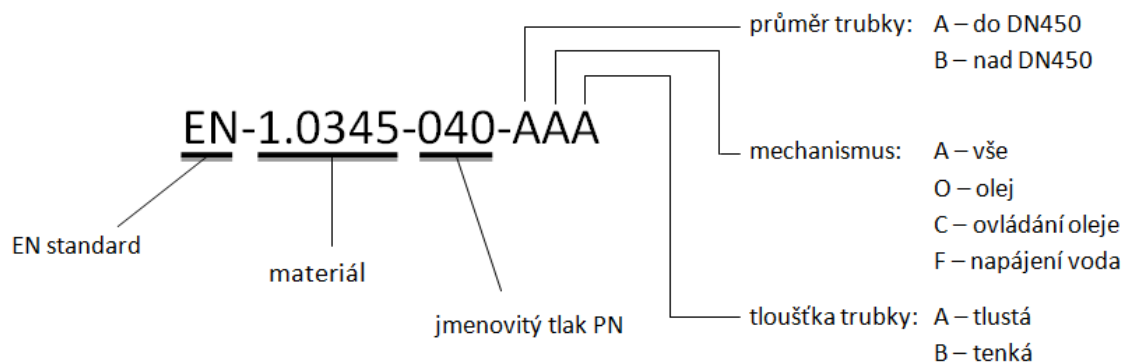 průměr trubky: A – do DN450
B – nad DN450
EN-1.0345-040-AAA
mechanismus: A – vše
O – olej
C – ovládání oleje
F – napájení voda
EN standard
materiál
jmenovitý tlak PN
tloušťka trubky: A – tlustá
B – tenká